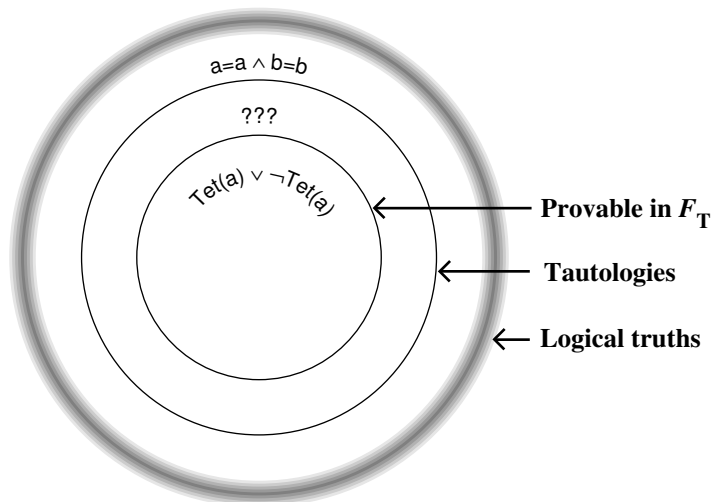 a=a ∧ b=b
???
Tet(a) ∨ ¬Tet(a)
Provable in F_T
Tautologies
Logical truths